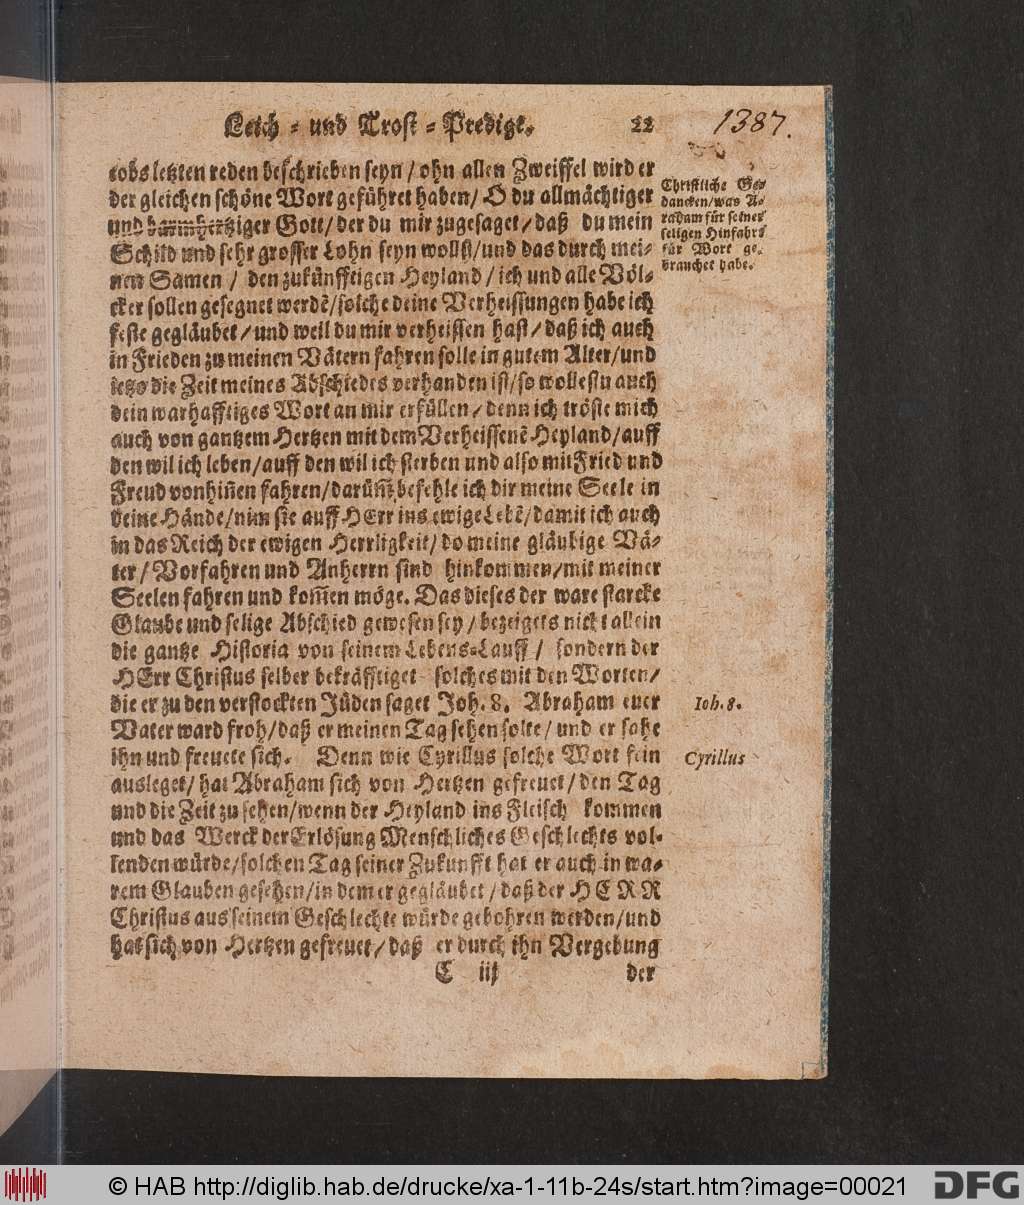 Leich - und Trost - Predigt. 22 1387.
cobs letzten reden beschrieben seyn / ohn allen Zweiffel wird er
der gleichen schöne Wort geführet haben / O du allmächtiger
und barmhertziger Gott / der du mir zugesaget / daß du mein
Schild und sehr grosser Lohn seyn wollst / und das durch mei-
nen Samen / den zukünfftigen Heyland / ich und alle Völ-
cker sollen gesegnet werdẽ / solche deine Verheissungen habe ich
feste gegläubet / und weil du mir verheissen hast / daß ich auch
in Frieden zu meinen Vätern fahren solle in gutem Alter / und
ietzo die Zeit meines Abschiedes verhanden ist / so wollestu auch
dein warhafftiges Wort an mir erfüllen / denn ich tröste mich
auch von gantzem Hertzen mit dem Verheissenẽ Heyland / auff
den wil ich leben / auff den wil ich sterben und also mit Fried und
Freud von hiñen fahren / darüm̃ befehle ich dir meine Seele in
deine Hände / nim sie auff HErr ins ewige Lebẽ / damit ich auch
in das Reich der ewigen Herrligkeit / do meine gläubige Vä-
ter / Vorfahren und Anherrn sind hinkommen / mit meiner
Seelen fahren und kom̃en möge. Das dieses der ware starcke
Glaube und selige Abschied gewesen sey / bezeigets nicht allein
die gantze Historia von seinem Lebens-Lauff / sondern der
HErr Christus selber bekräfftiget solches mit den Worten /
die er zu den verstockten Jüden saget Joh. 8. Abraham euer
Vater ward froh / daß er meinen Tag sehen solte / und er sahe
ihn und freuete sich. Denn wie Cyrillus solche Wort fein
ausleget / hat Abraham sich von Hertzen gefreuet / den Tag
und die Zeit zu sehen / wenn der Heyland ins Fleisch kommen
und das Werck der Erlösung Menschliches Geschlechts vol-
lenden würde / solchen Tag seiner Zukunfft hat er auch in wa-
rem Glauben gesehen / in dem er gegläubet / daß der HERR
Christus aus seinem Geschlechte würde gebohren werden / und
hat sich von Hertzen gefreuet / daß er durch ihn Vergebung
C iij der
Christliche Ge-
dancken / was A-
radam für seiner
seligen Hinfahrt
für Wort ge-
brauchet habe.
Ioh. 8.
Cyrillus
© HAB http://diglib.hab.de/drucke/xa-1-11b-24s/start.htm?image=00021
DFG